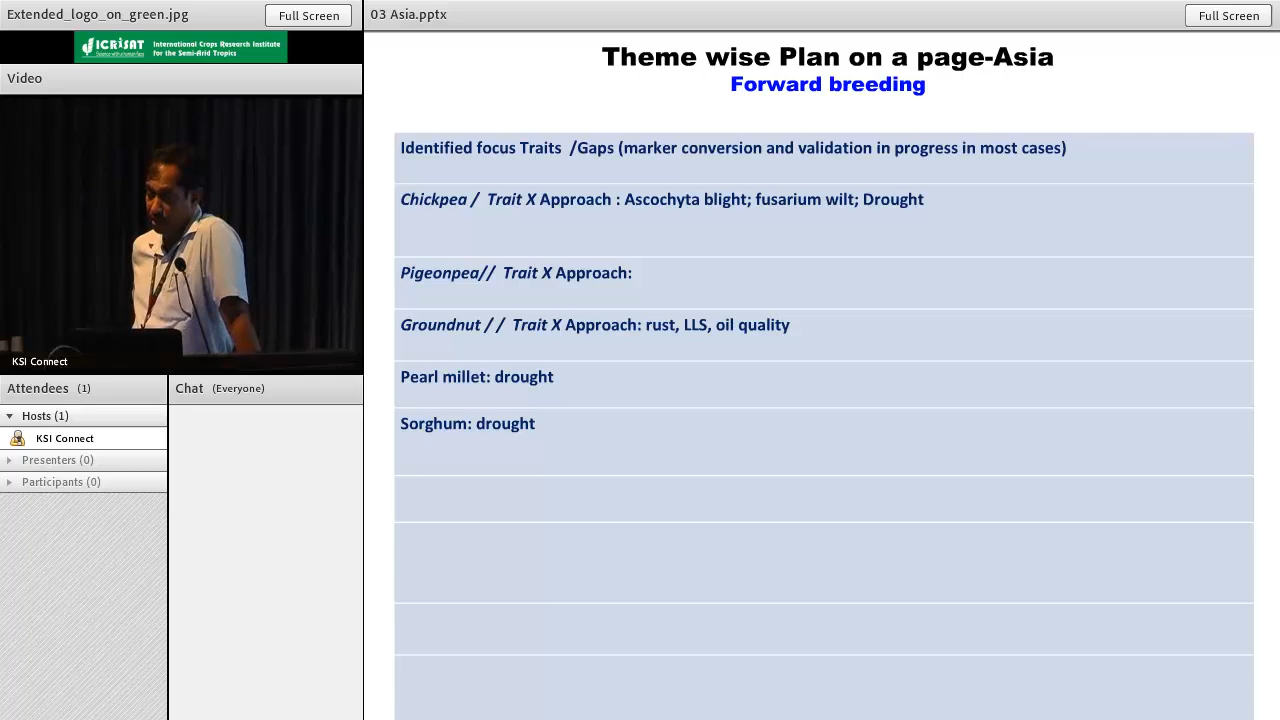 Extended_logo_on_green.jpg
Full Screen
ICRISAT
Science with a human face
International Crops Research Institute
for the Semi-Arid Tropics
Video
KSI Connect
Attendees (1)
Hosts (1)
KSI Connect
Presenters (0)
Participants (0)
Chat (Everyone)
03 Asia.pptx
Full Screen
Theme wise Plan on a page-Asia
Forward breeding
Identified focus Traits /Gaps (marker conversion and validation in progress in most cases)
Chickpea / Trait X Approach : Ascochyta blight; fusarium wilt; Drought
Pigeonpea// Trait X Approach:
Groundnut / / Trait X Approach: rust, LLS, oil quality
Pearl millet: drought
Sorghum: drought